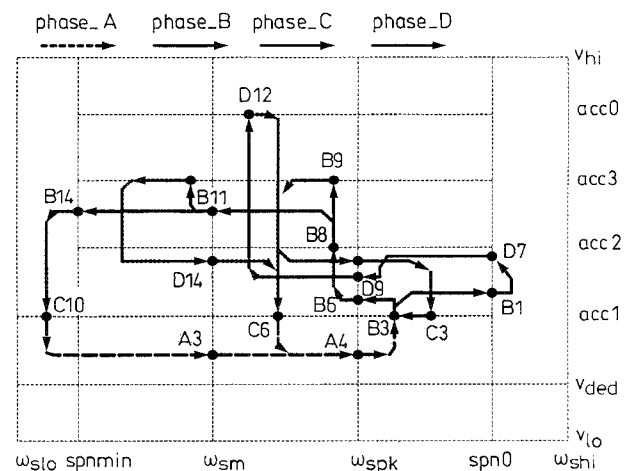 phase_A phase_B phase_C phase_D
v_hi
D12
acc0
B9
acc3
B14 B11
B8 D7
acc2
D14 D9
C10 B6 B1
C6 B3 C3 acc1
A3 A4
v_ded
v_lo
ω_slo spnmin ω_sm ω_spk spn0 ω_shi